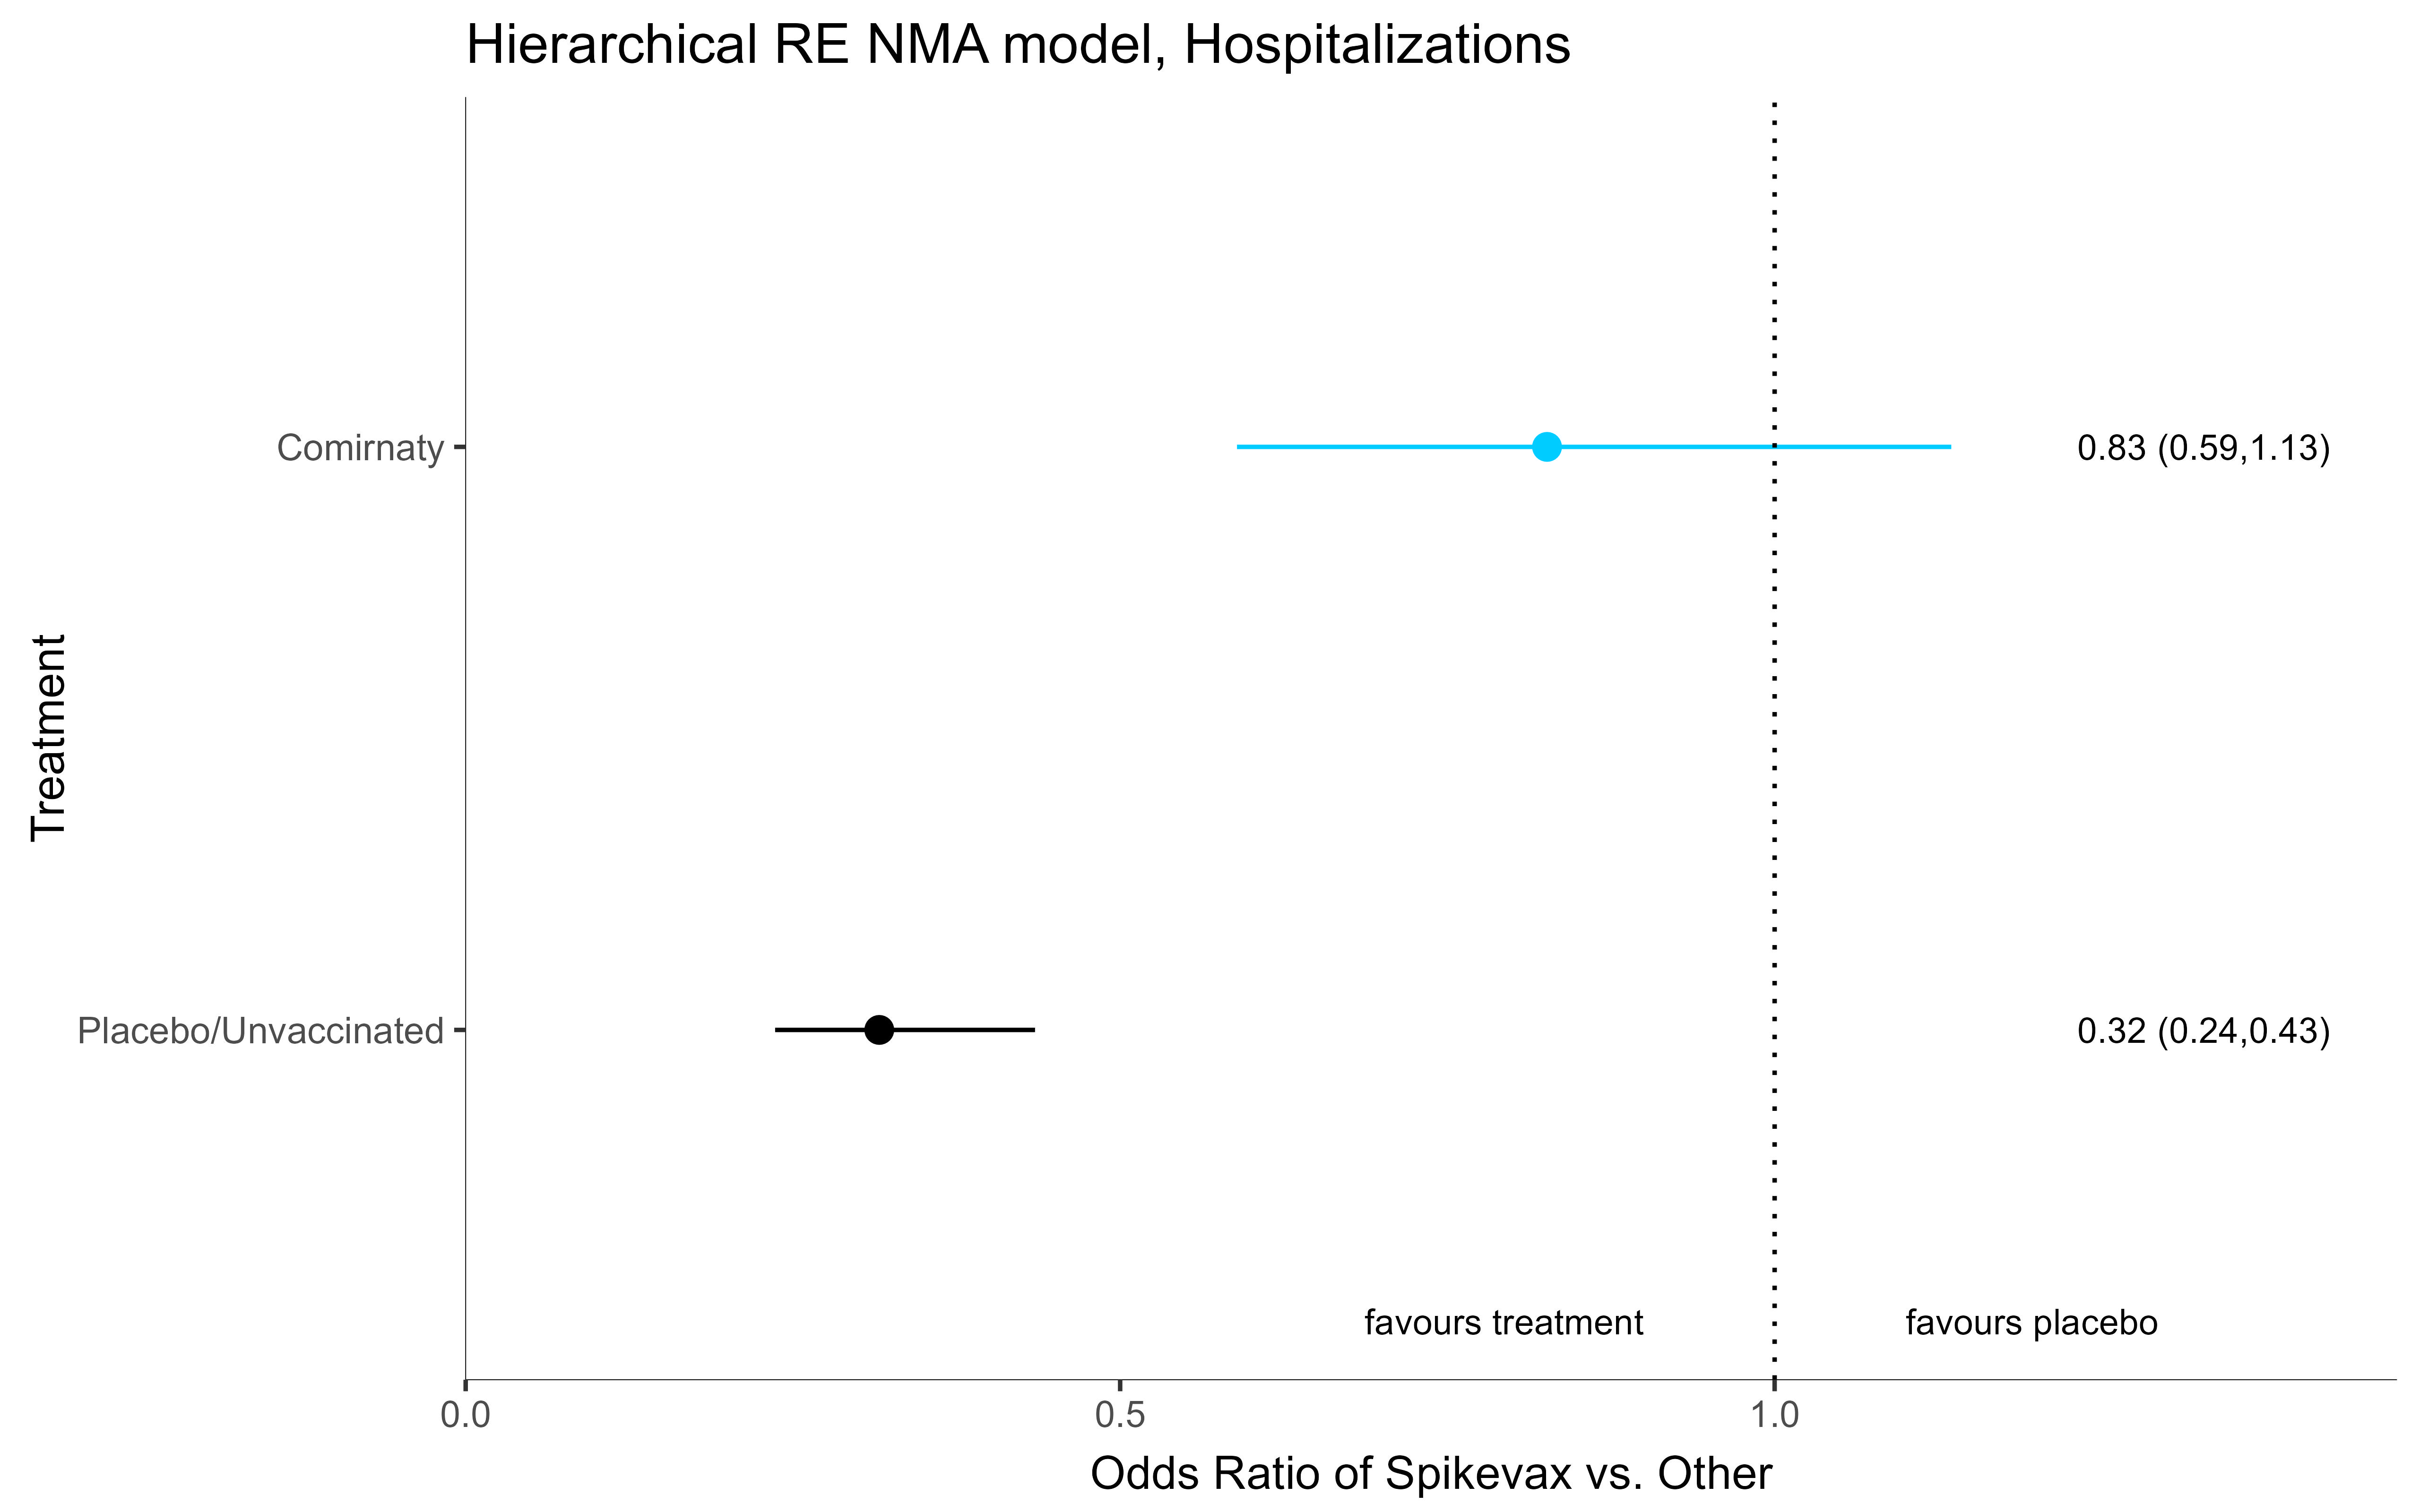 Hierarchical RE NMA model, Hospitalizations
Treatment
Comirnaty
0.83 (0.59,1.13)
Placebo/Unvaccinated
0.32 (0.24,0.43)
favours treatment
favours placebo
0.0
0.5
1.0
Odds Ratio of Spikevax vs. Other